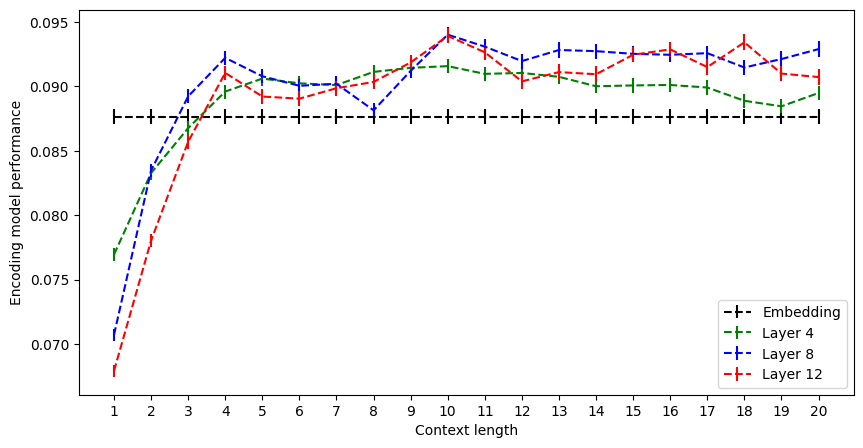 Encoding model performance
0.095
0.090
0.085
0.080
0.075
0.070
1 2 3 4 5 6 7 8 9 10 11 12 13 14 15 16 17 18 19 20
Context length
Embedding
Layer 4
Layer 8
Layer 12